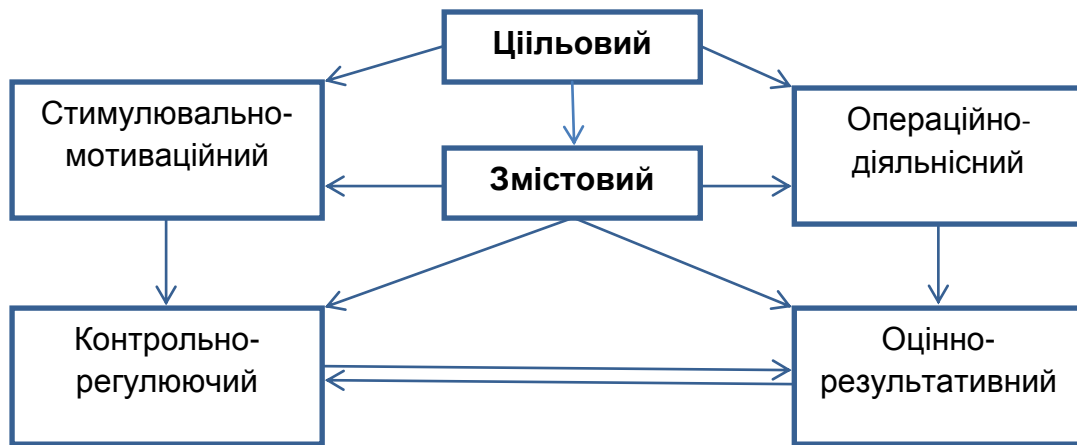 Ціільовий
Стимулювально-
мотиваційний
Операційно-
діяльнісний
Змістовий
Контрольно-
регулюючий
Оцінно-
результативний